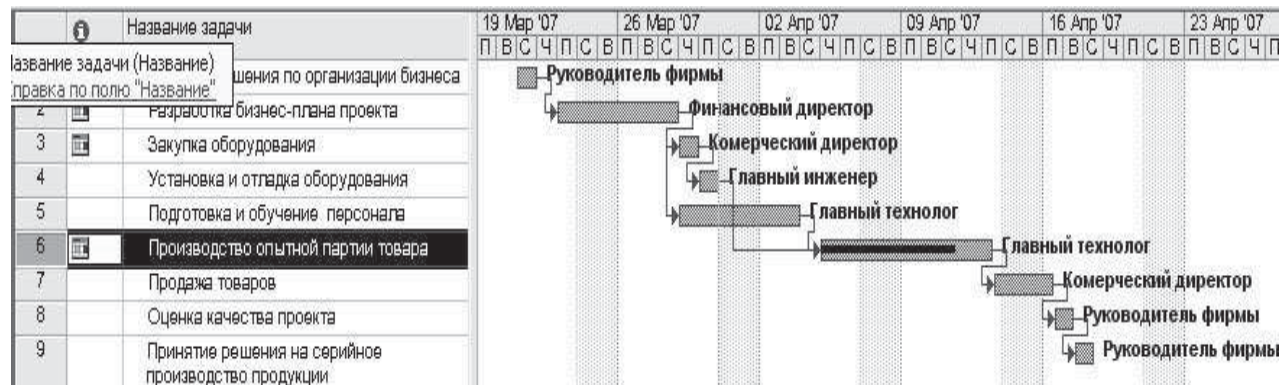 Название задачи
19 Мар '07 26 Мар '07 02 Апр '07 09 Апр '07 16 Апр '07 23 Апр '07
П В С Ч П С В П В С Ч П С В П В С Ч П С В П В С Ч П С В П В С Ч П С В П В С Ч П
Название задачи (Название)
Справка по полю "Название"
шения по организации бизнеса
Руководитель фирмы
2 Разработка бизнес-плана проекта
Финансовый директор
3 Закупка оборудования
Комерческий директор
4 Установка и отладка оборудования
Главный инженер
5 Подготовка и обучение персонала
Главный технолог
6 Производство опытной партии товара
Главный технолог
7 Продажа товаров
Комерческий директор
8 Оценка качества проекта
Руководитель фирмы
9 Принятие решения на серийное
производство продукции
Руководитель фирмы